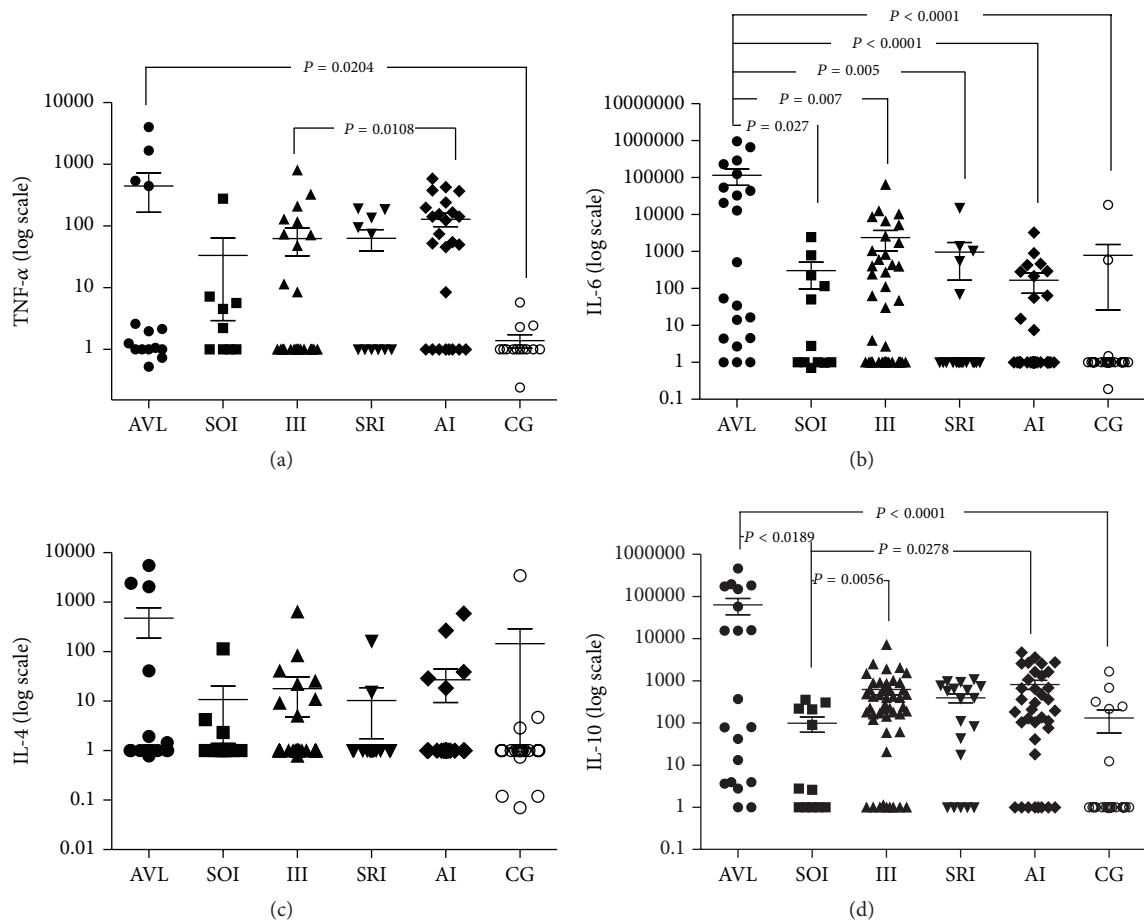 P = 0.0204
P = 0.0108
TNF-α (log scale)
10000
1000
100
10
1
AVL SOI III SRI AI CG
(a)
P < 0.0001
P < 0.0001
P = 0.005
P = 0.007
P = 0.027
IL-6 (log scale)
10000000
1000000
100000
10000
1000
100
10
1
0.1
AVL SOI III SRI AI CG
(b)
IL-4 (log scale)
10000
1000
100
10
1
0.1
0.01
AVL SOI III SRI AI CG
(c)
P < 0.0001
P < 0.0189
P = 0.0278
P = 0.0056
IL-10 (log scale)
1000000
100000
10000
1000
100
10
1
0.1
AVL SOI III SRI AI CG
(d)